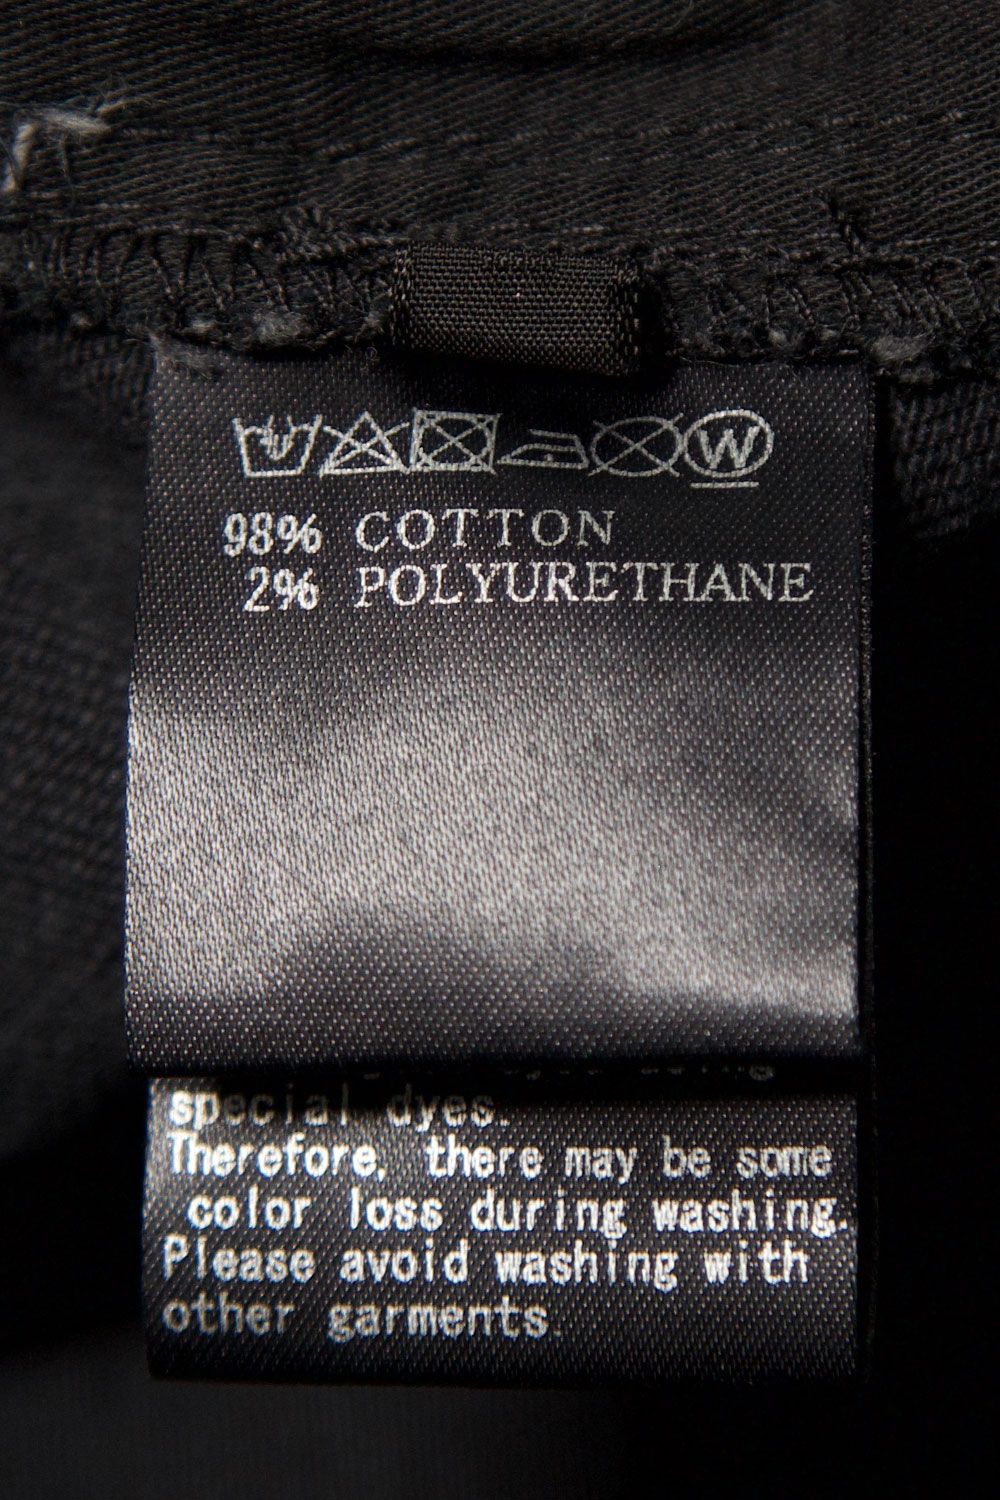 W
98% COTTON
2% POLYURETHANE
special dyes.
Therefore, there may be some
color loss during washing.
Please avoid washing with
other garments.